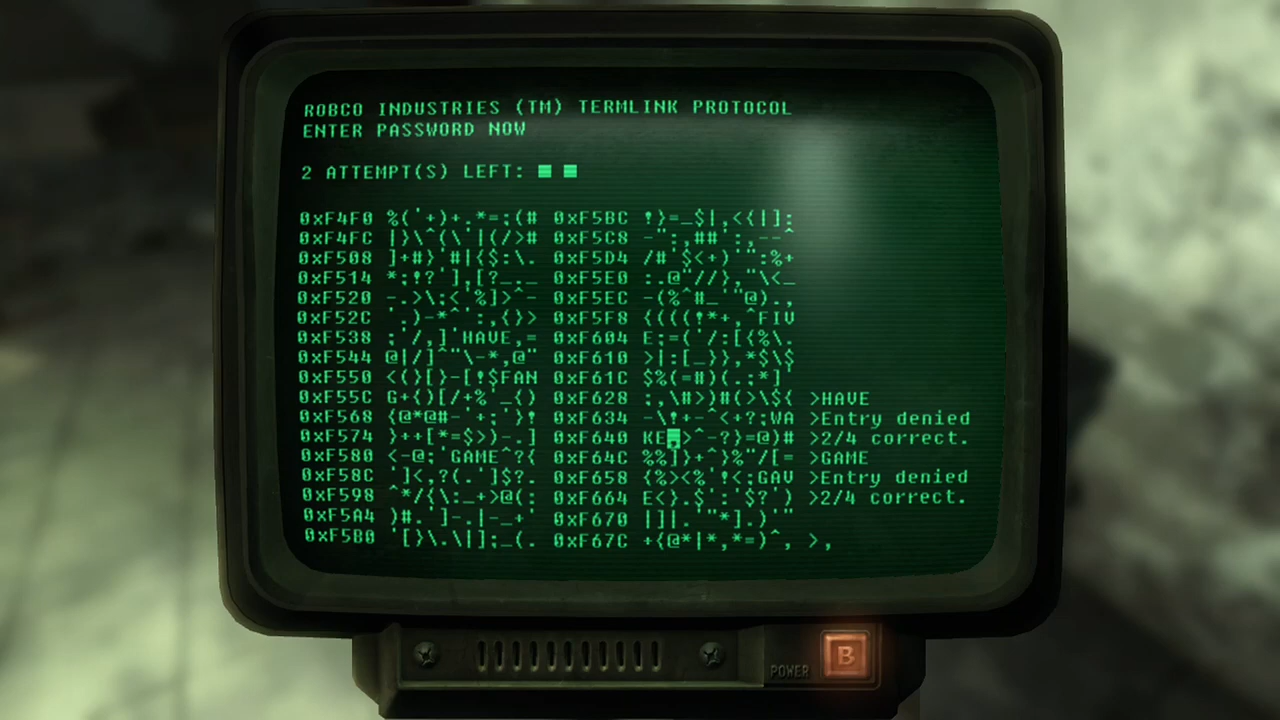 ROBCO INDUSTRIES (TM) TERMLINK PROTOCOL
ENTER PASSWORD NOW
2 ATTEMPT(S) LEFT: ■ ■
0xF4F0 %('+)+.*=;(# 0xF5BC !}=_$|,<{|]:
0xF4FC |}\^(\'|(/># 0xF5C8 -":,##':,--^
0xF508 ]+#}'#|{$:\. 0xF5D4 /#'$<+)'":%+
0xF514 *:!?'],[?_._ 0xF5E0 :.@"//},"\<_
0xF520 -.>\;<'%]>^- 0xF5EC -(%^#_'"@).,
0xF52C '.)-*^':,{}> 0xF5F8 {(((!*+,^FIV
0xF538 :'/,]'HAVE,= 0xF604 E;=('/:[{%\.
0xF544 @|/]^"\-*,@" 0xF610 >|:[_}},*$\$
0xF550 <(}[}-[!$FAN 0xF61C $%(=#)(.;*]'
0xF55C G+{)[/+%'_{) 0xF628 :,\#>)#(>\${ >HAVE
0xF568 {@*@#-'+;'}! 0xF634 -\!+-^<+?;WA >Entry denied
0xF574 }++[*=$>)-.] 0xF640 KE >^-?}=@)# >2/4 correct.
0xF580 <-@;'GAME^?{ 0xF64C %%]}+^}%"/[= >GAME
0xF58C ']<,?(.']$?. 0xF658 {%><%'!<;GAV >Entry denied
0xF598 ^*/{\:_+>@(: 0xF664 E<}.$':'$?') >2/4 correct.
0xF5A4 )#.']-.|-_+' 0xF670 |]|.'"*].)'"
0xF5B0 '[}\.\|];_(. 0xF67C +{@*|*,*=)^, >,
POWER B